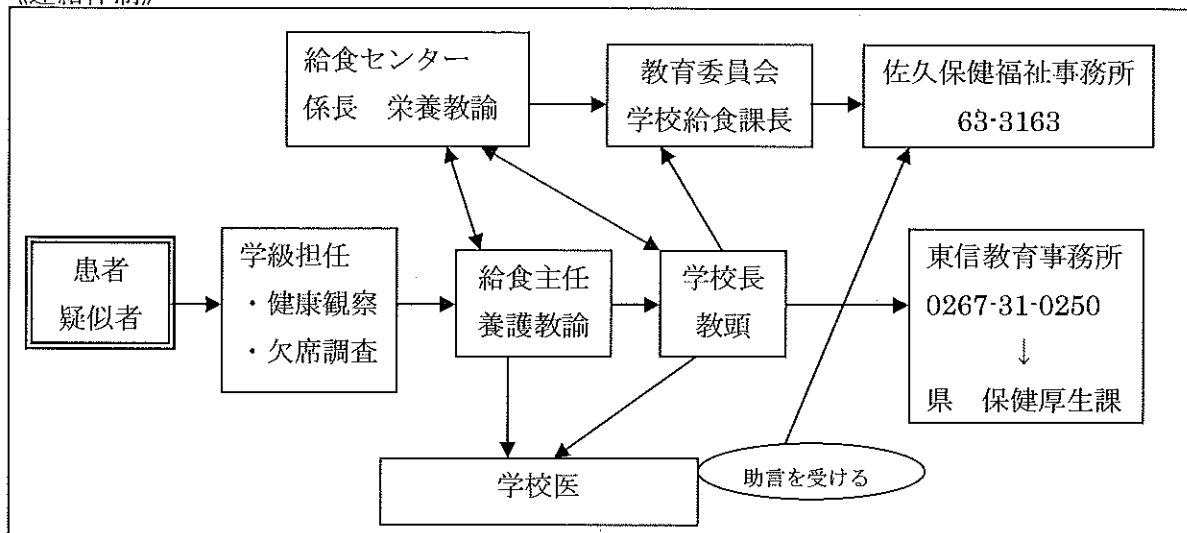 給食センター
係長　栄養教諭
教育委員会
学校給食課長
佐久保健福祉事務所
63-3163
患者
疑似者
学級担任
・健康観察
・欠席調査
給食主任
養護教諭
学校長
教頭
東信教育事務所
0267-31-0250
↓
県　保健厚生課
学校医
助言を受ける